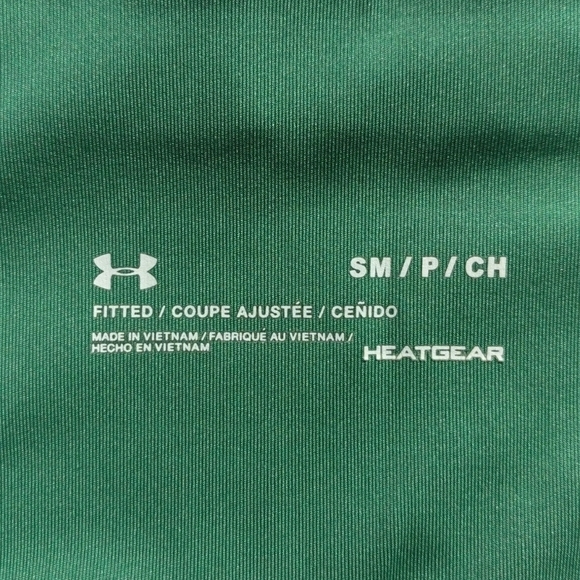 SM / P / CH
FITTED / COUPE AJUSTÉE / CEÑIDO
MADE IN VIETNAM / FABRIQUÉ AU VIETNAM /
HECHO EN VIETNAM
HEATGEAR